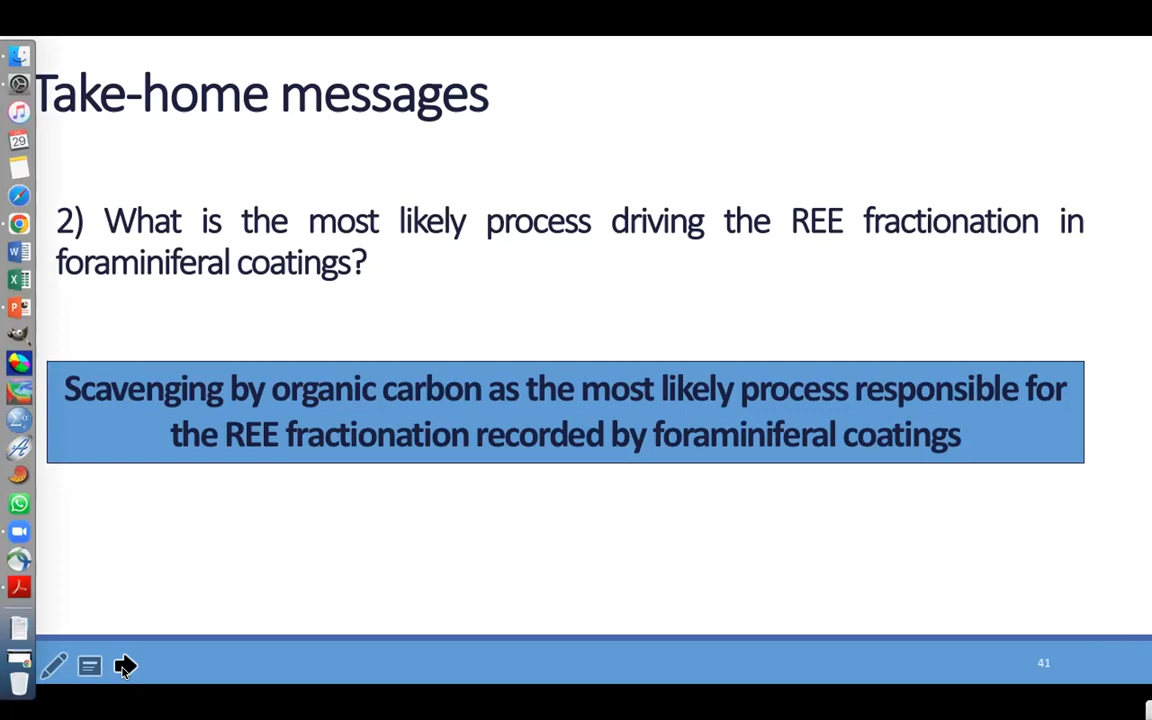 Take-home messages
2) What is the most likely process driving the REE fractionation in
foraminiferal coatings?
Scavenging by organic carbon as the most likely process responsible for
the REE fractionation recorded by foraminiferal coatings
29
41